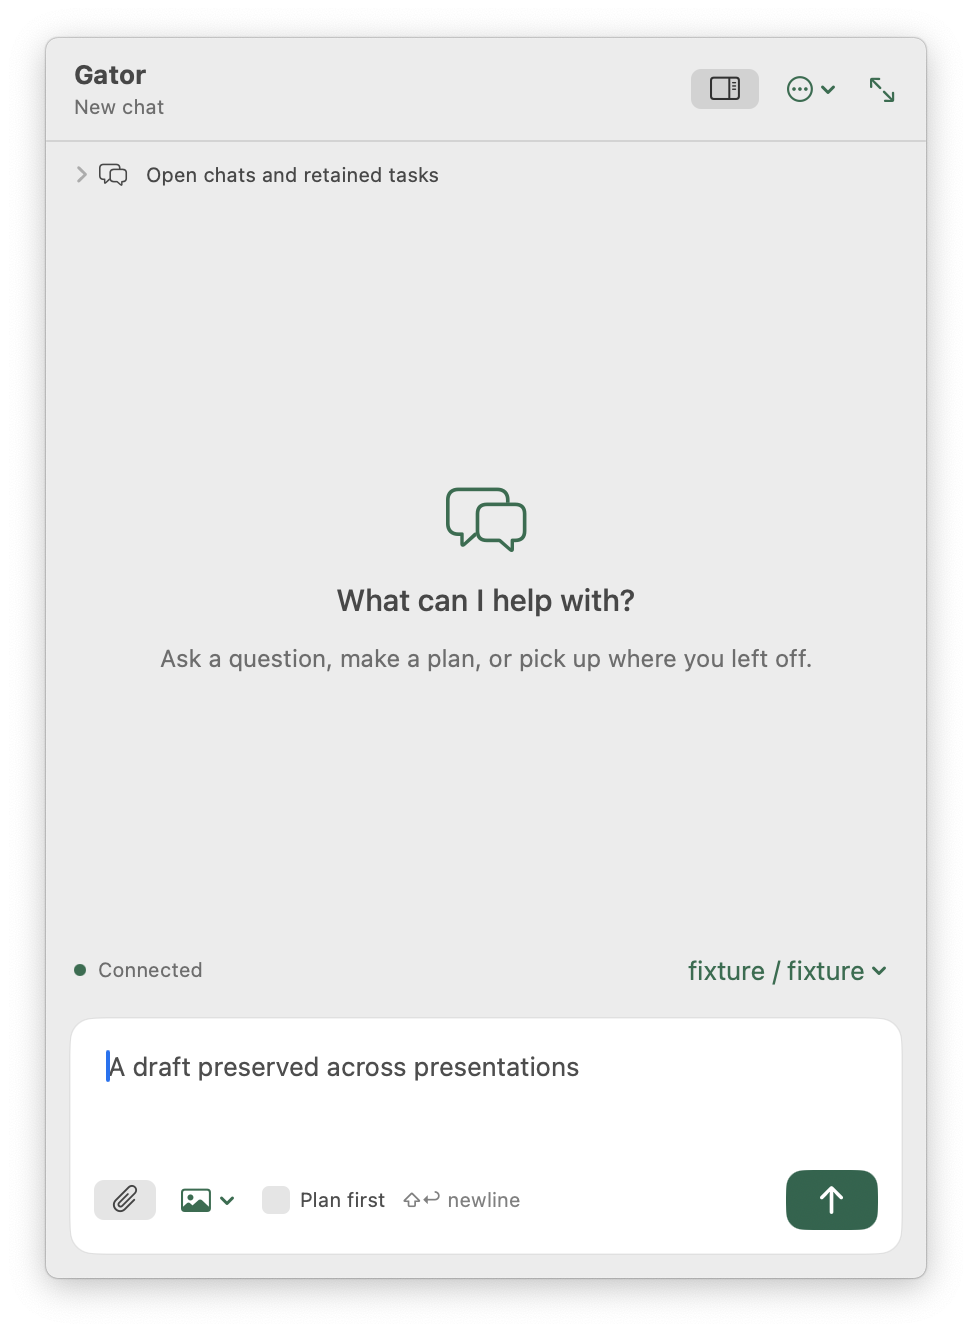 Gator
New chat
Open chats and retained tasks
What can I help with?
Ask a question, make a plan, or pick up where you left off.
Connected
fixture / fixture
A draft preserved across presentations
Plan first
⇧↩ newline